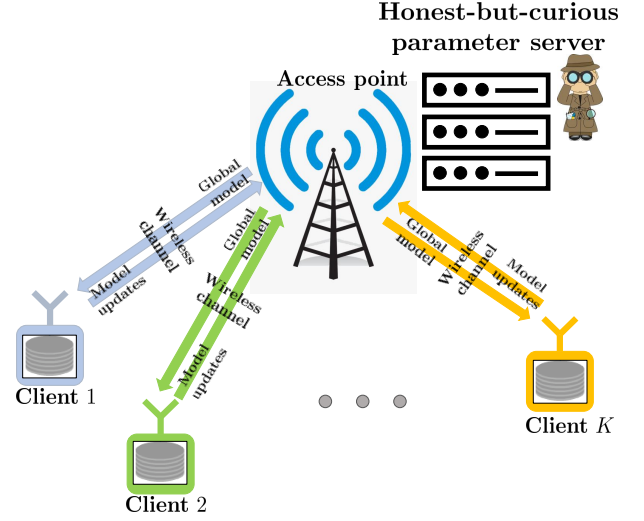 Honest-but-curious
parameter server
Access point
Global
model
Wireless
channel
Model
updates
Global
model
Wireless
channel
Model
updates
Global
model
Wireless
channel
Model
updates
Client 1
Client 2
Client K